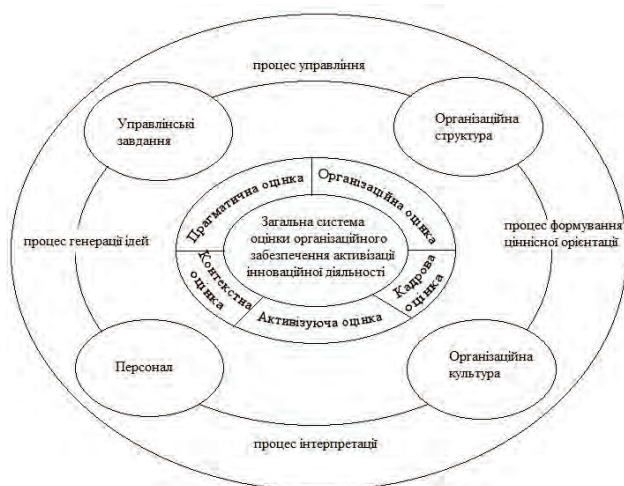 процес управління
Управлінські
завдання
Організаційна
структура
Прагматична оцінка
Організаційна оцінка
Загальна система
оцінки організаційного
забезпечення активізації
інноваційної діяльності
процес генерації ідей
процес формування
ціннісної орієнтації
Контекстна
оцінка
Активізуюча оцінка
Кадрова
оцінка
Персонал
Організаційна
культура
процес інтерпретації